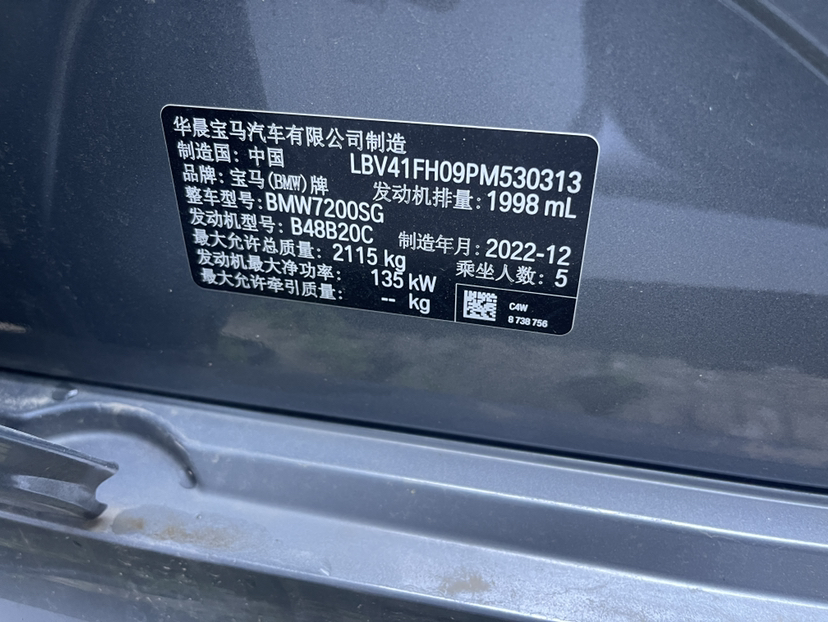 华晨宝马汽车有限公司制造
制造国: 中国 LBV41FH09PM530313
品牌: 宝马(BMW)牌 发动机排量: 1998 mL
整车型号: BMW7200SG
发动机型号: B48B20C 制造年月: 2022-12
最大允许总质量: 2115 kg 乘坐人数: 5
发动机最大净功率: 135 kW
最大允许牵引质量: -- kg
C4W
8 738 756